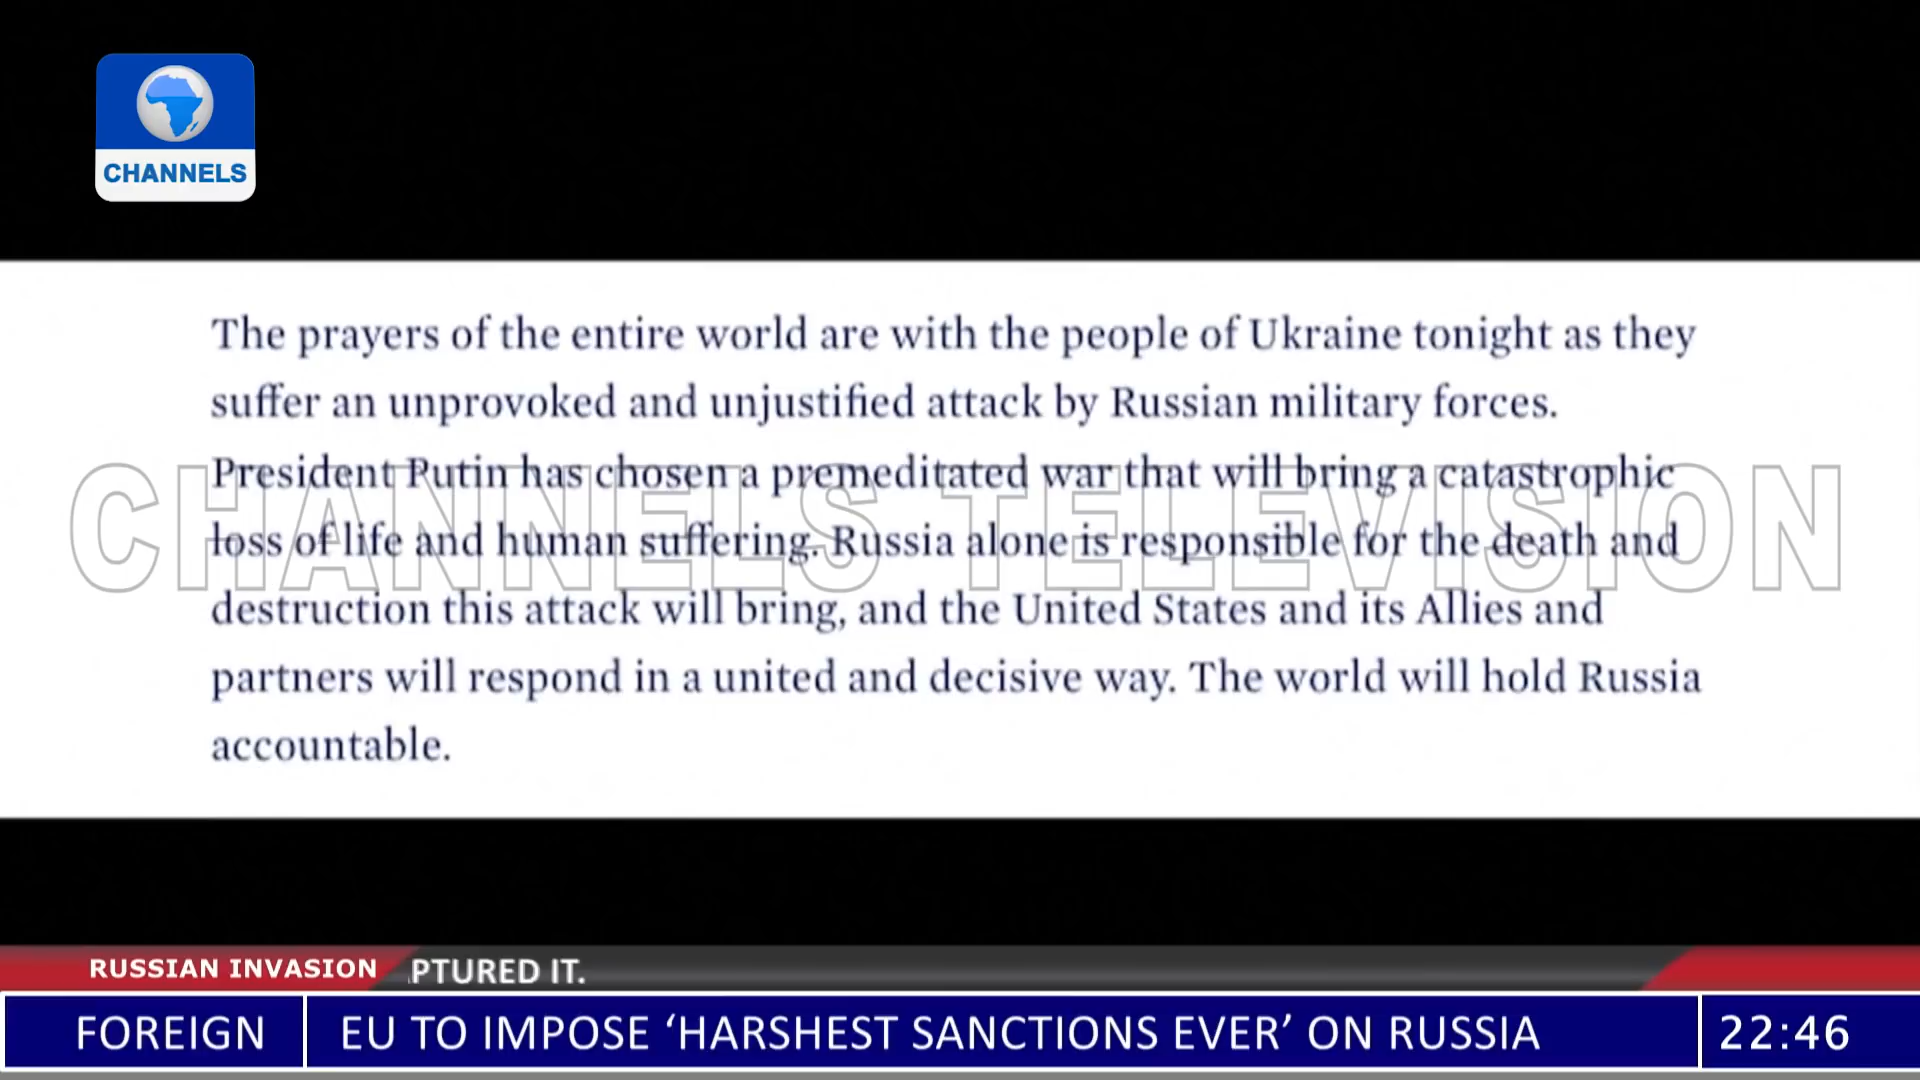 CHANNELS
The prayers of the entire world are with the people of Ukraine tonight as they
suffer an unprovoked and unjustified attack by Russian military forces.
President Putin has chosen a premeditated war that will bring a catastrophic
loss of life and human suffering. Russia alone is responsible for the death and
destruction this attack will bring, and the United States and its Allies and
partners will respond in a united and decisive way. The world will hold Russia
accountable.
CHANNELS TELEVISION
RUSSIAN INVASION PTURED IT.
FOREIGN EU TO IMPOSE ‘HARSHEST SANCTIONS EVER’ ON RUSSIA 22:46